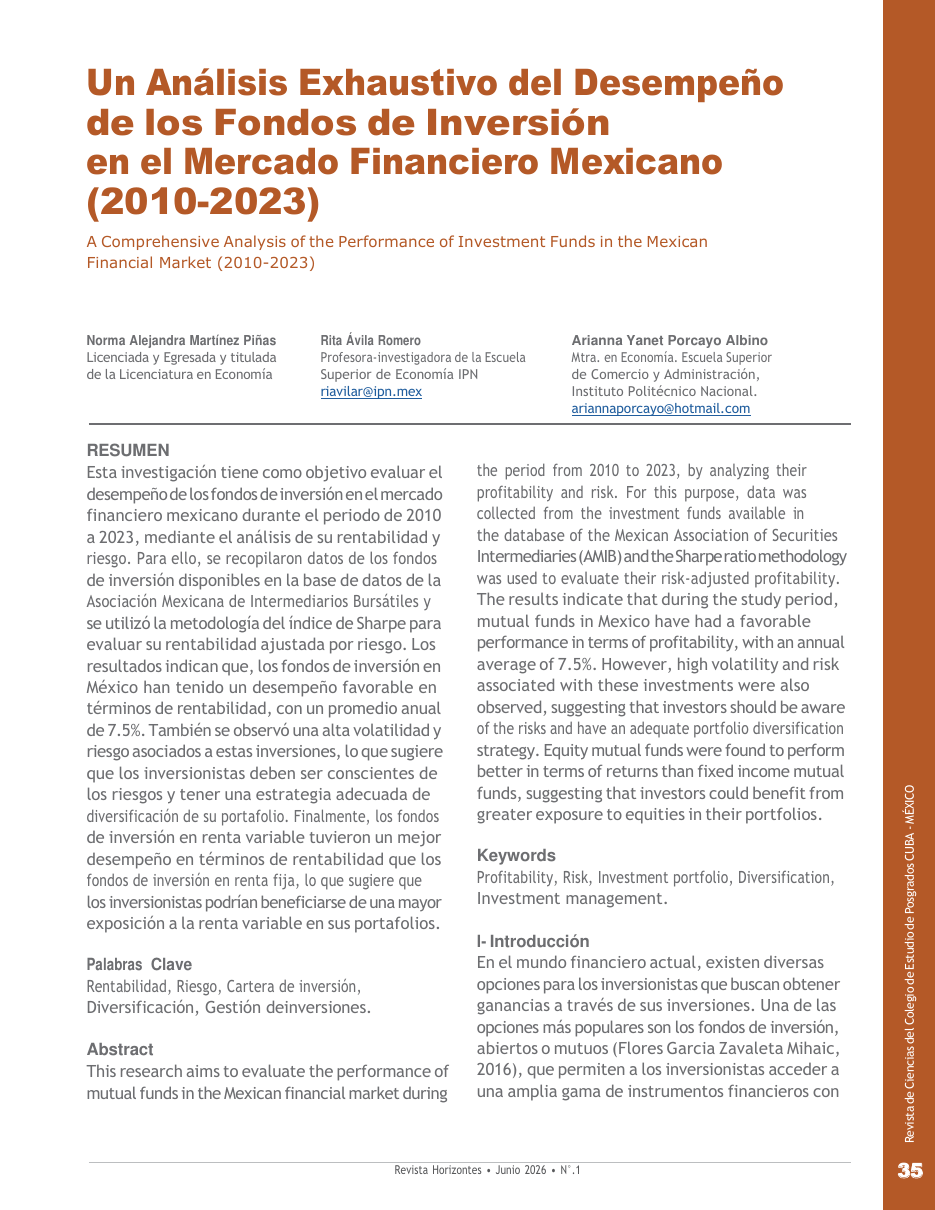 Un Análisis Exhaustivo del Desempeño
de los Fondos de Inversión
en el Mercado Financiero Mexicano
(2010-2023)
A Comprehensive Analysis of the Performance of Investment Funds in the Mexican
Financial Market (2010-2023)
Norma Alejandra Martínez Piñas
Licenciada y Egresada y titulada
de la Licenciatura en Economía
Rita Ávila Romero
Profesora-investigadora de la Escuela
Superior de Economía IPN
riavilar@ipn.mex
Arianna Yanet Porcayo Albino
Mtra. en Economía. Escuela Superior
de Comercio y Administración,
Instituto Politécnico Nacional.
ariannaporcayo@hotmail.com
RESUMEN
Esta investigación tiene como objetivo evaluar el
desempeño de los fondos de inversión en el mercado
financiero mexicano durante el periodo de 2010
a 2023, mediante el análisis de su rentabilidad y
riesgo. Para ello, se recopilaron datos de los fondos
de inversión disponibles en la base de datos de la
Asociación Mexicana de Intermediarios Bursátiles y
se utilizó la metodología del índice de Sharpe para
evaluar su rentabilidad ajustada por riesgo. Los
resultados indican que, los fondos de inversión en
México han tenido un desempeño favorable en
términos de rentabilidad, con un promedio anual
de 7.5%. También se observó una alta volatilidad y
riesgo asociados a estas inversiones, lo que sugiere
que los inversionistas deben ser conscientes de
los riesgos y tener una estrategia adecuada de
diversificación de su portafolio. Finalmente, los fondos
de inversión en renta variable tuvieron un mejor
desempeño en términos de rentabilidad que los
fondos de inversión en renta fija, lo que sugiere que
los inversionistas podrían beneficiarse de una mayor
exposición a la renta variable en sus portafolios.
Palabras Clave
Rentabilidad, Riesgo, Cartera de inversión,
Diversificación, Gestión deinversiones.
Abstract
This research aims to evaluate the performance of
mutual funds in the Mexican financial market during
the period from 2010 to 2023, by analyzing their
profitability and risk. For this purpose, data was
collected from the investment funds available in
the database of the Mexican Association of Securities
Intermediaries (AMIB) and the Sharpe ratio methodology
was used to evaluate their risk-adjusted profitability.
The results indicate that during the study period,
mutual funds in Mexico have had a favorable
performance in terms of profitability, with an annual
average of 7.5%. However, high volatility and risk
associated with these investments were also
observed, suggesting that investors should be aware
of the risks and have an adequate portfolio diversification
strategy. Equity mutual funds were found to perform
better in terms of returns than fixed income mutual
funds, suggesting that investors could benefit from
greater exposure to equities in their portfolios.
Keywords
Profitability, Risk, Investment portfolio, Diversification,
Investment management.
I- Introducción
En el mundo financiero actual, existen diversas
opciones para los inversionistas que buscan obtener
ganancias a través de sus inversiones. Una de las
opciones más populares son los fondos de inversión,
abiertos o mutuos (Flores Garcia Zavaleta Mihaic,
2016), que permiten a los inversionistas acceder a
una amplia gama de instrumentos financieros con
Revista de Ciencias del Colegio de Estudio de Posgrados CUBA - MÉXICO
Revista Horizontes • Junio 2026 • N°.1
35